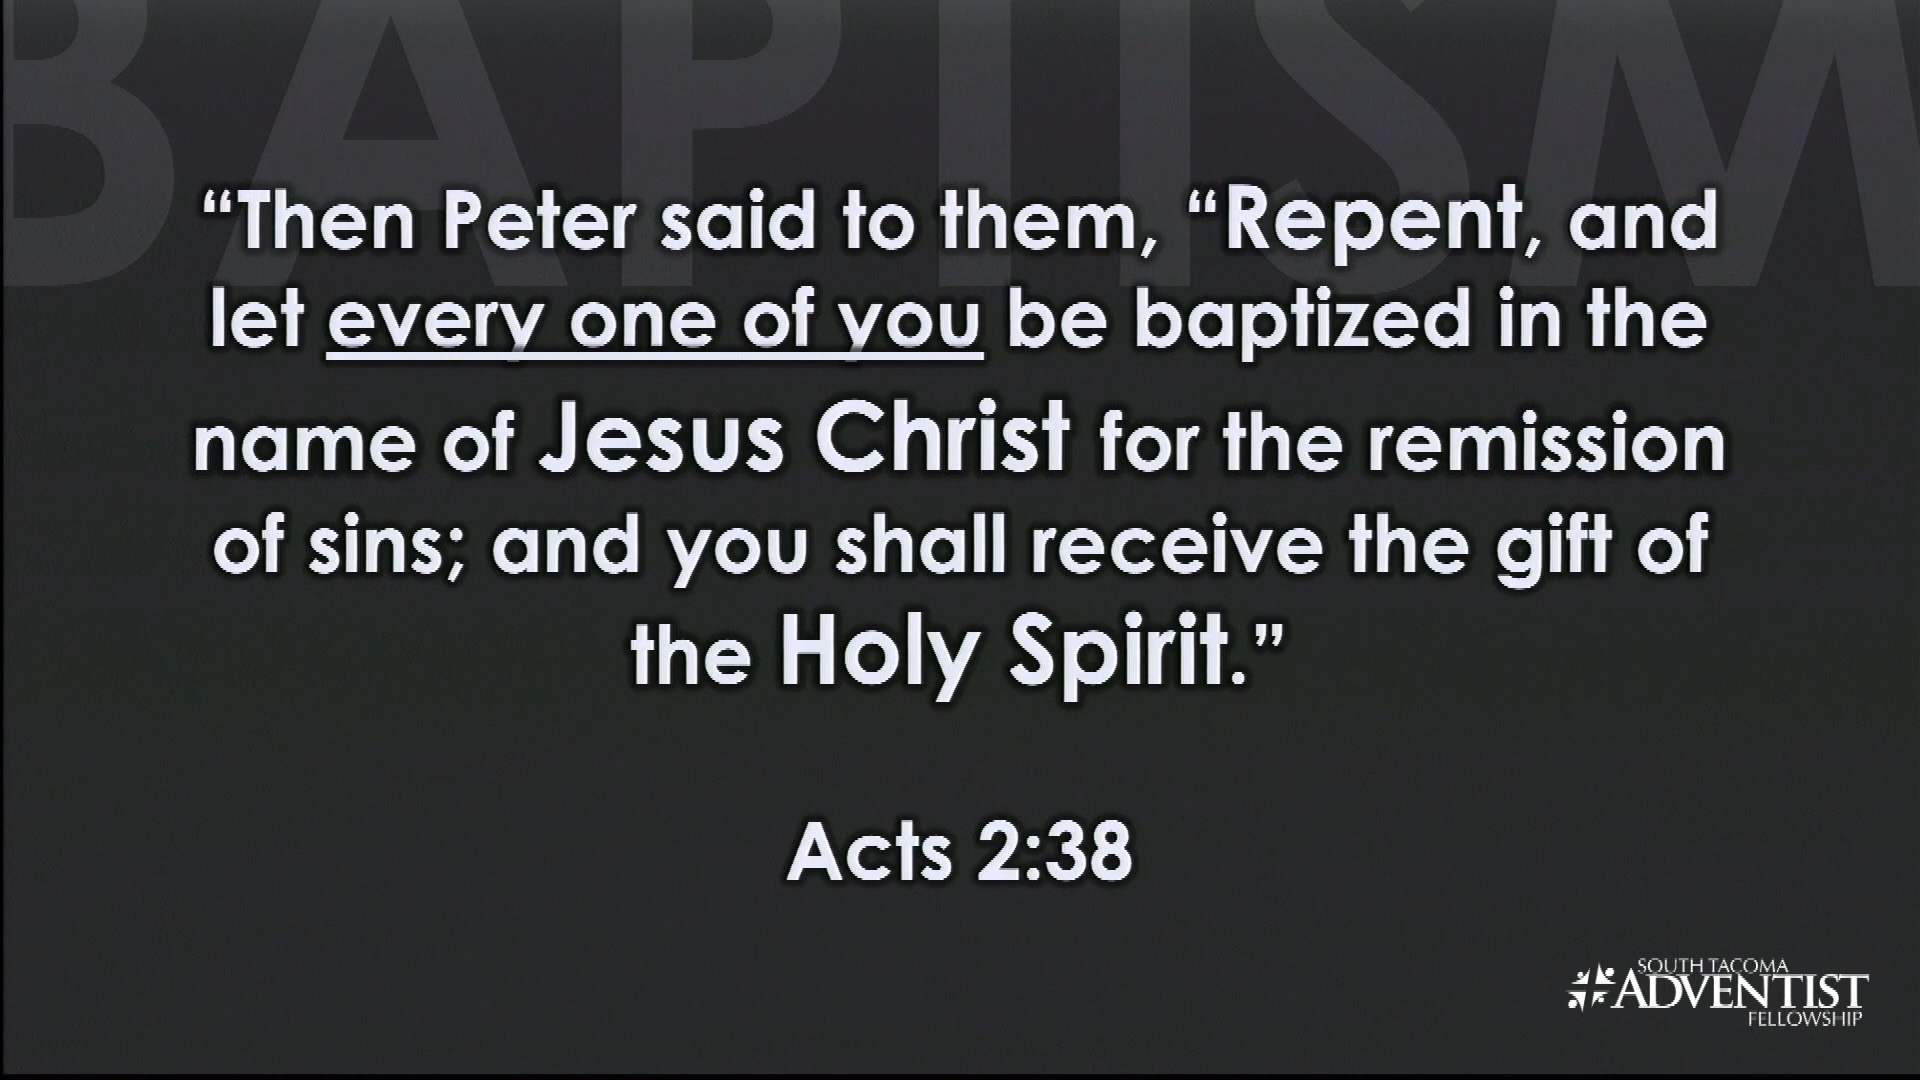 BAPTISM
“Then Peter said to them, “Repent, and
let every one of you be baptized in the
name of Jesus Christ for the remission
of sins; and you shall receive the gift of
the Holy Spirit.”
Acts 2:38
SOUTH TACOMA
ADVENTIST
FELLOWSHIP